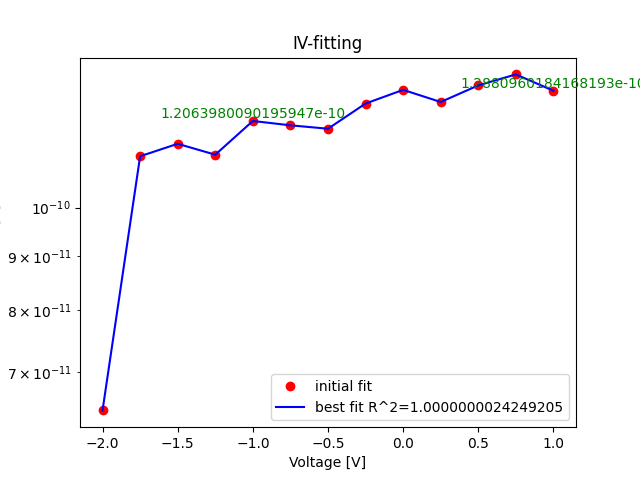 IV-fitting
1.2880960184168193e-10
1.2063980090195947e-10
10⁻¹⁰
9 × 10⁻¹¹
8 × 10⁻¹¹
7 × 10⁻¹¹
initial fit
best fit R^2=1.0000000024249205
−2.0 −1.5 −1.0 −0.5 0.0 0.5 1.0
Voltage [V]